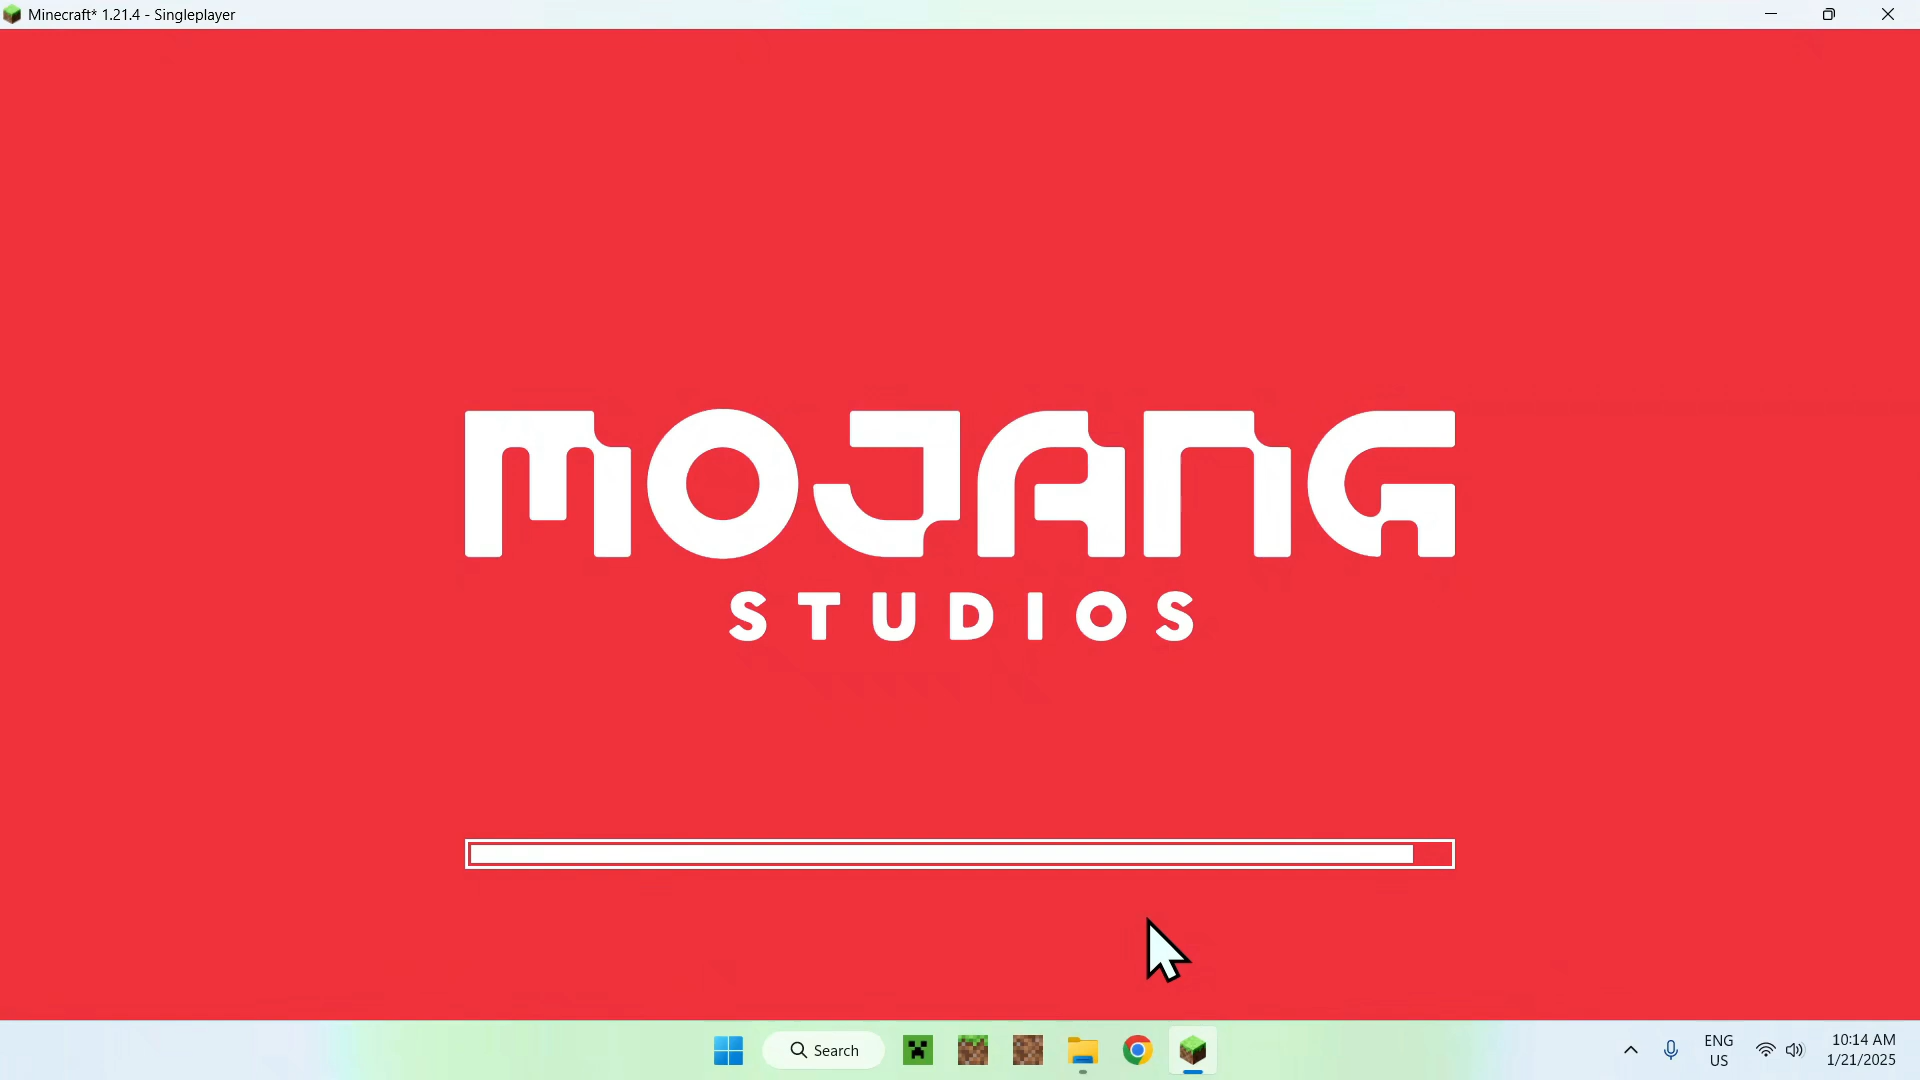 Minecraft* 1.21.4 - Singleplayer
MOJANG
STUDIOS
Search
ENG
US
10:14 AM
1/21/2025